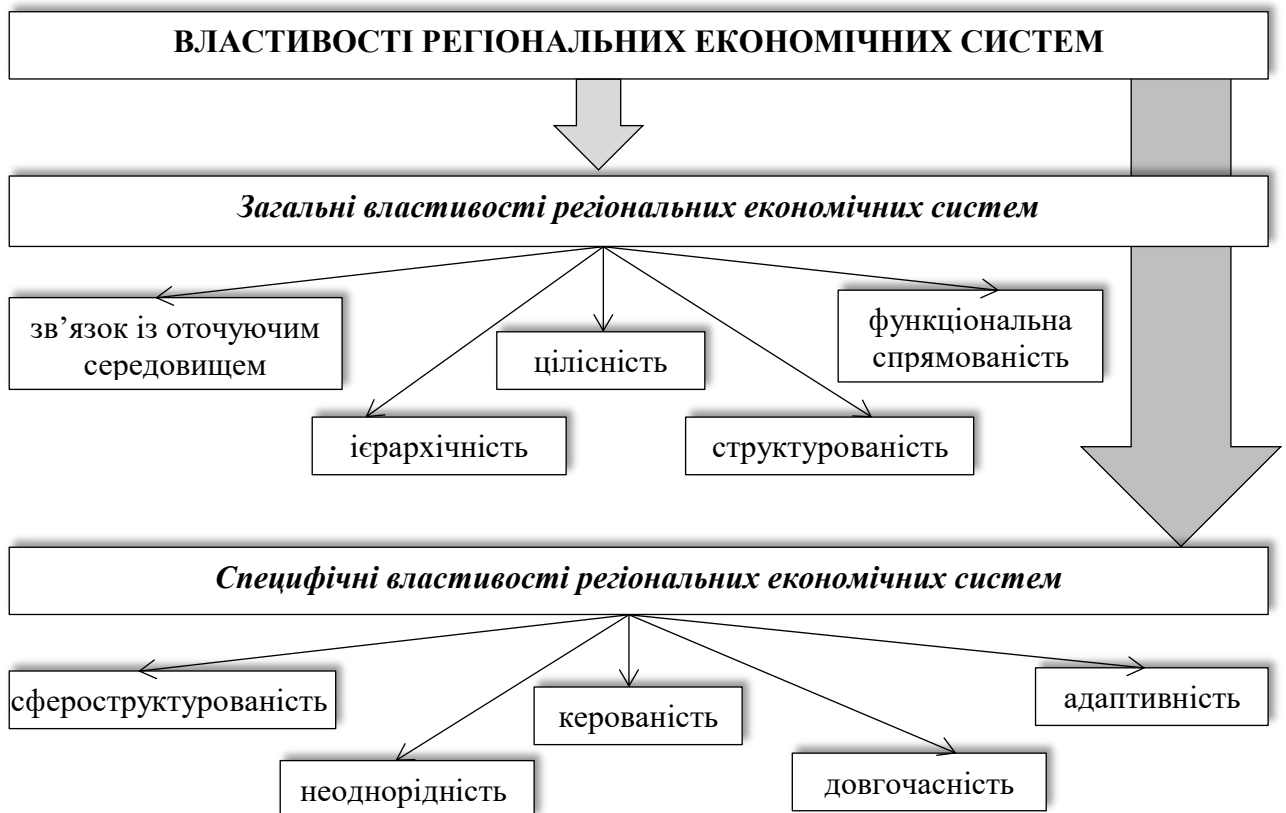 ВЛАСТИВОСТІ РЕГІОНАЛЬНИХ ЕКОНОМІЧНИХ СИСТЕМ
Загальні властивості регіональних економічних систем
зв’язок із оточуючим
середовищем
ієрархічність
цілісність
структурованість
функціональна
спрямованість
Специфічні властивості регіональних економічних систем
сфероструктурованість
неоднорідність
керованість
довгочасність
адаптивність